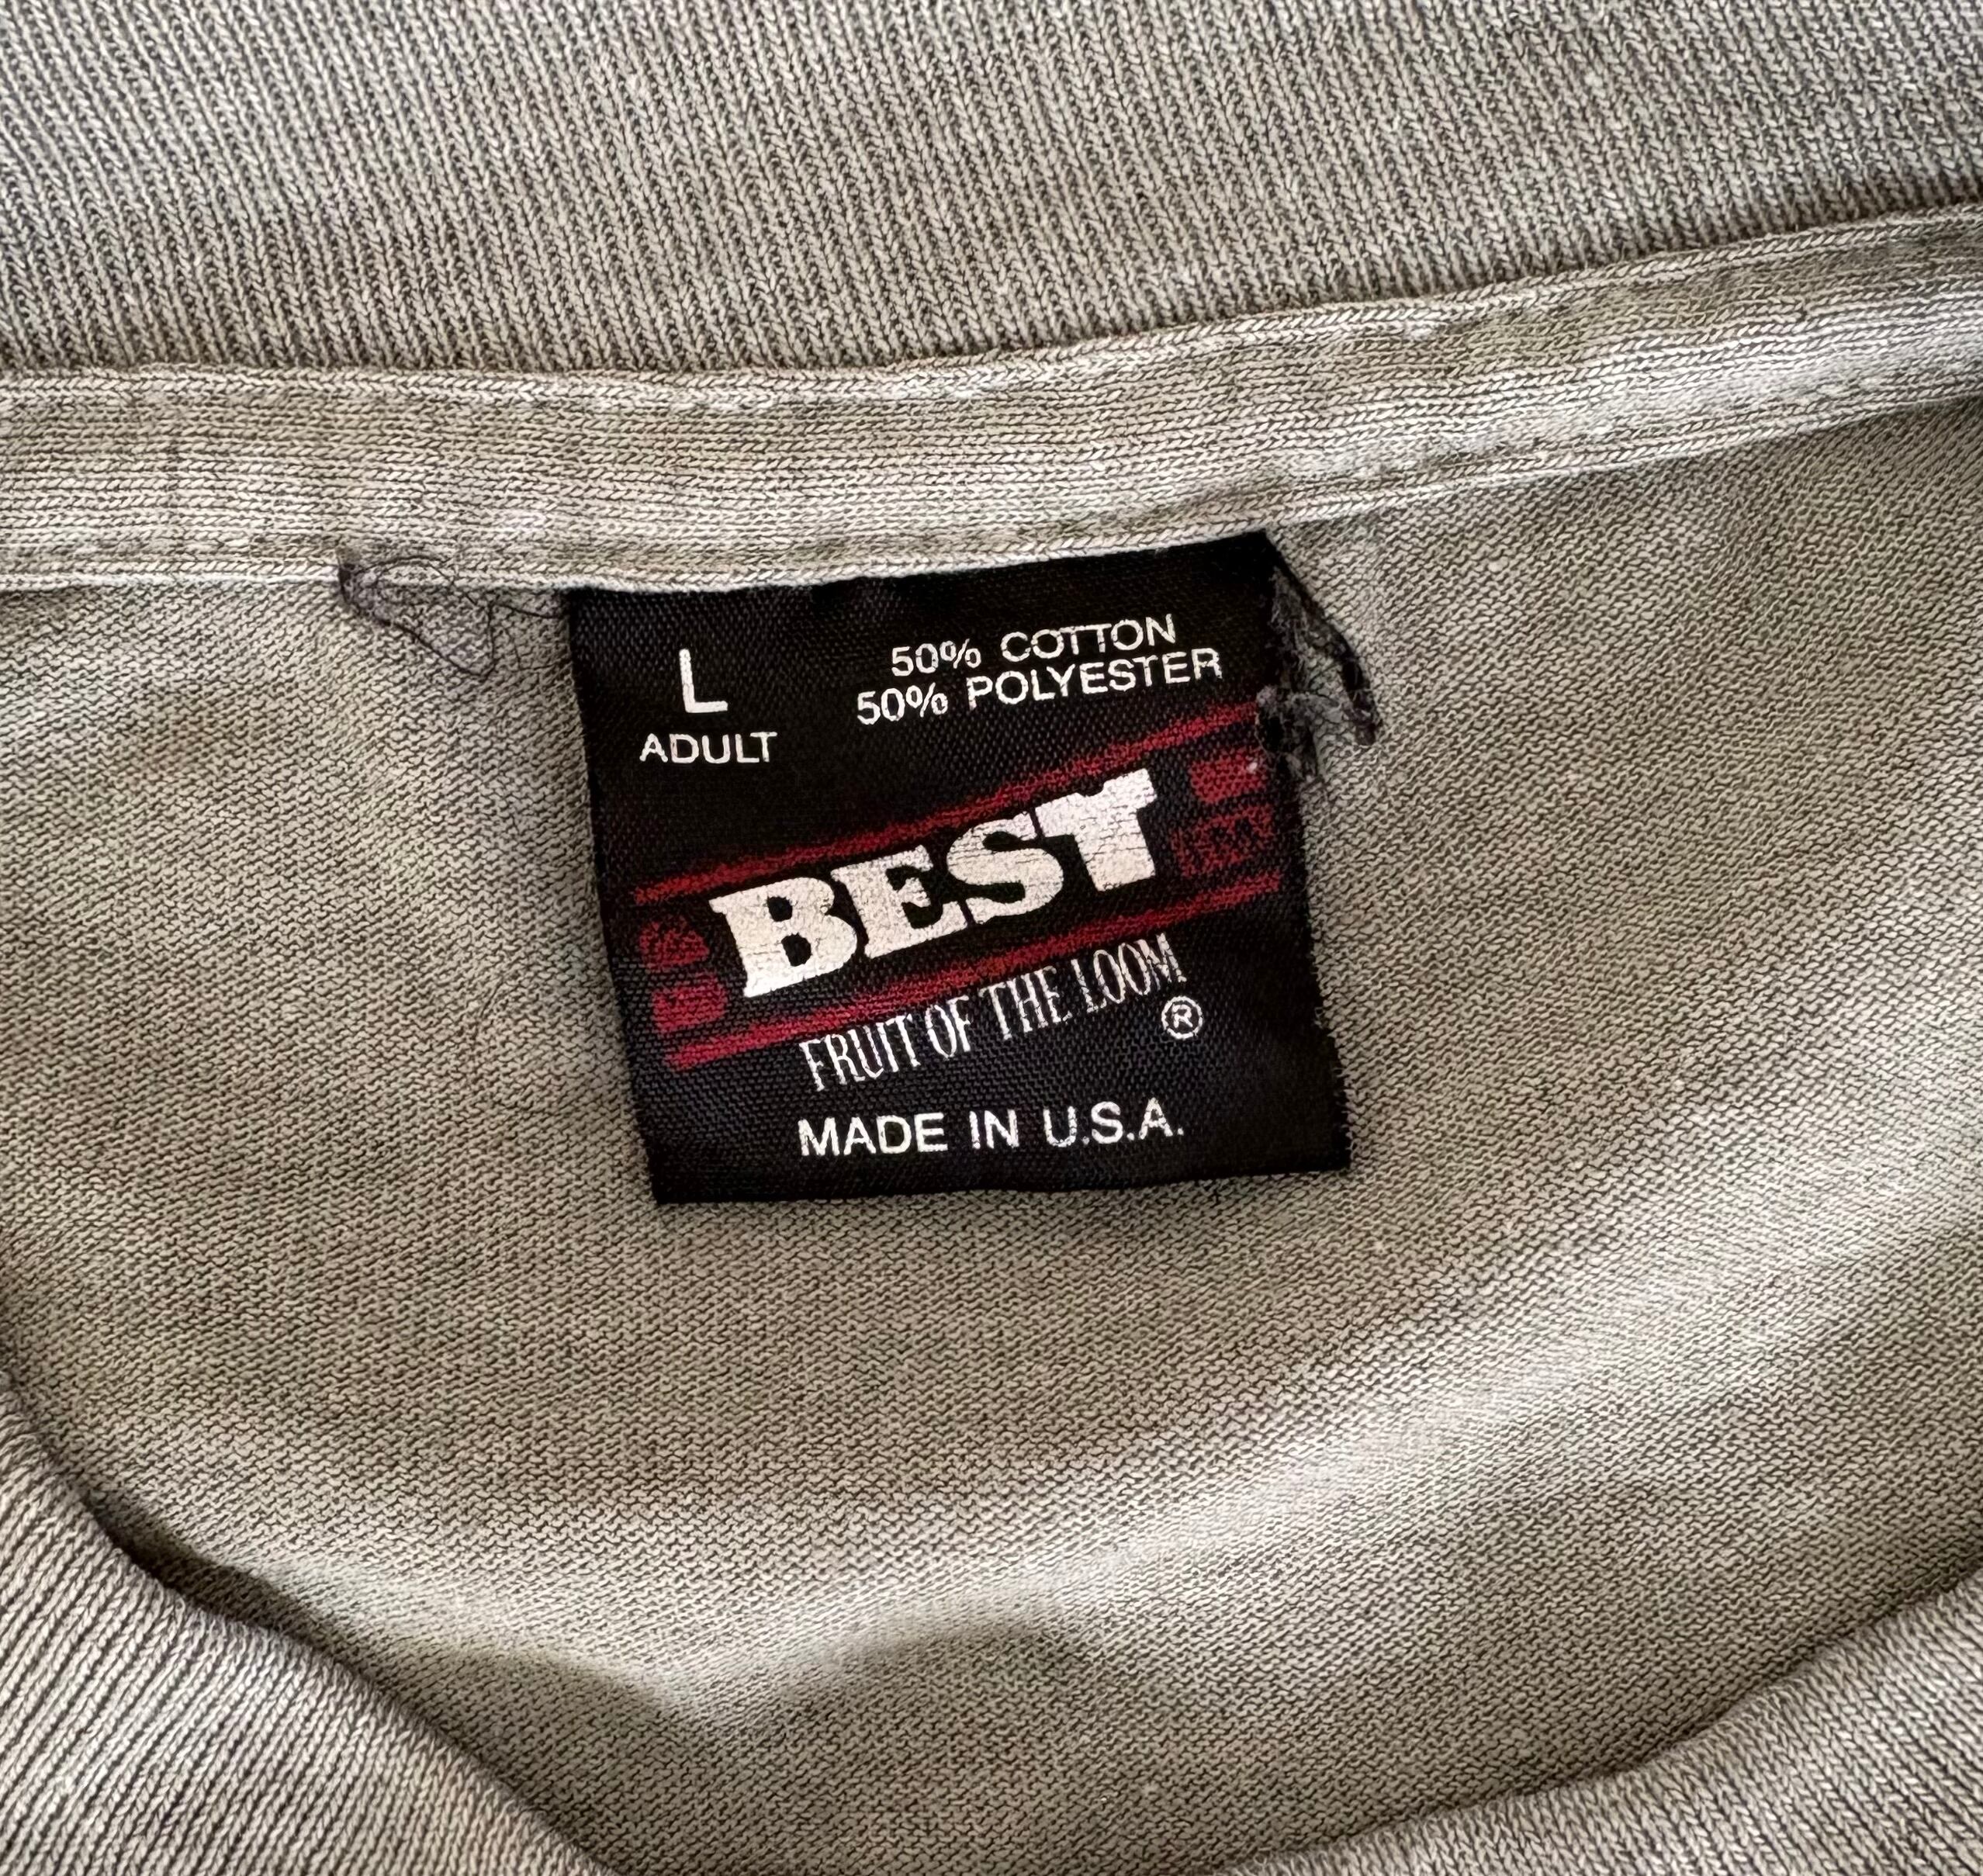 L
ADULT
50% COTTON
50% POLYESTER
BEST
FRUIT OF THE LOOM
®
MADE IN U.S.A.